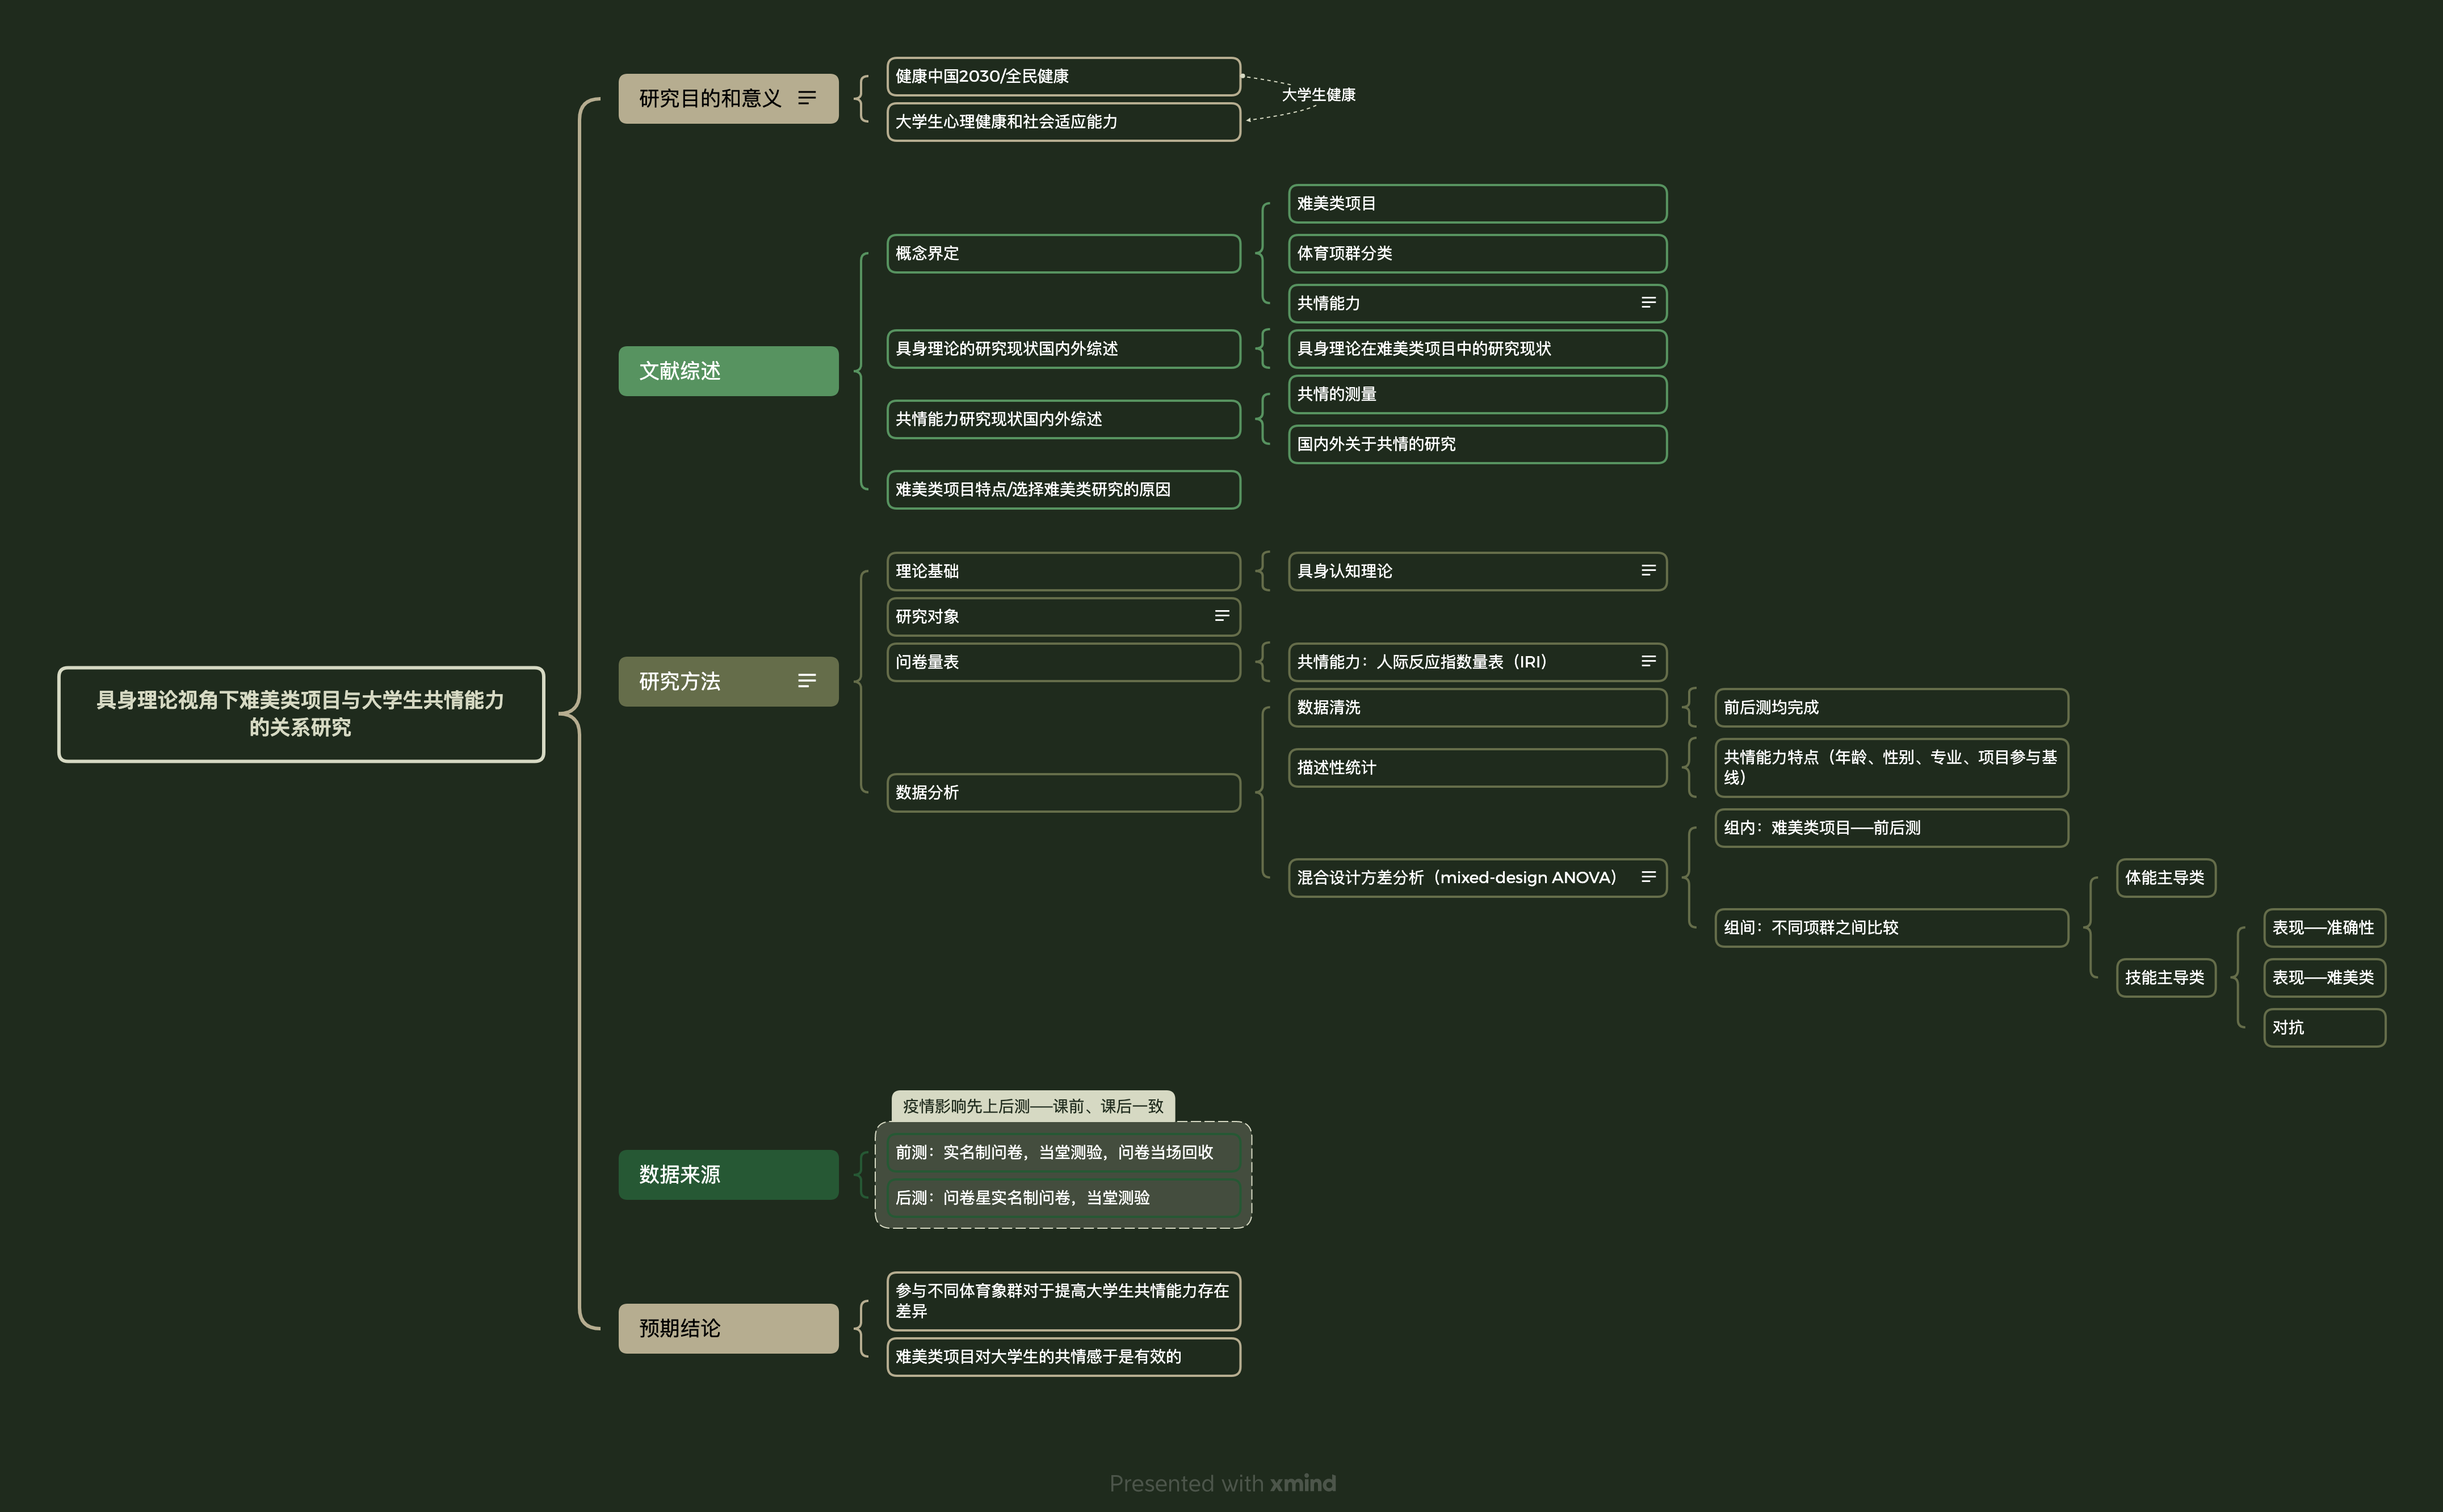 具身理论视角下难美类项目与大学生共情能力
的关系研究
研究目的和意义
健康中国2030/全民健康
大学生心理健康和社会适应能力
大学生健康
文献综述
概念界定
难美类项目
体育项群分类
共情能力
具身理论的研究现状国内外综述
具身理论在难美类项目中的研究现状
共情能力研究现状国内外综述
共情的测量
国内外关于共情的研究
难美类项目特点/选择难美类研究的原因
研究方法
理论基础
具身认知理论
研究对象
问卷量表
共情能力：人际反应指数量表（IRI）
数据分析
数据清洗
前后测均完成
描述性统计
共情能力特点（年龄、性别、专业、项目参与基
线）
混合设计方差分析（mixed-design ANOVA）
组内：难美类项目——前后测
组间：不同项群之间比较
体能主导类
技能主导类
表现——准确性
表现——难美类
对抗
数据来源
疫情影响先上后测——课前、课后一致
前测：实名制问卷，当堂测验，问卷当场回收
后测：问卷星实名制问卷，当堂测验
预期结论
参与不同体育象群对于提高大学生共情能力存在
差异
难美类项目对大学生的共情感于是有效的
Presented with xmind